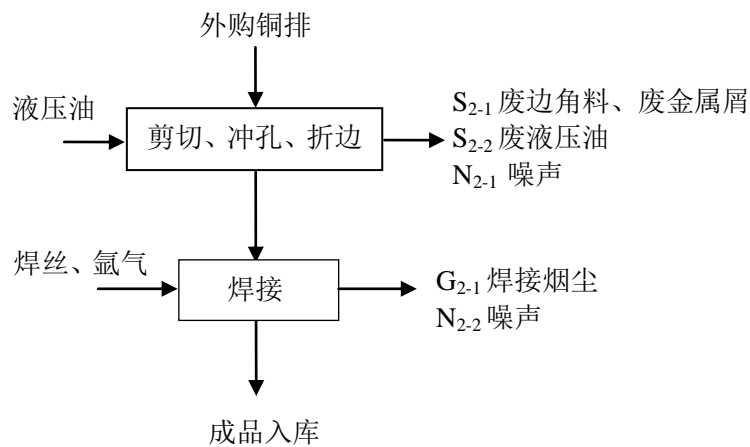 外购铜排
液压油
剪切、冲孔、折边
S2-1 废边角料、废金属屑
S2-2 废液压油
N2-1 噪声
焊丝、氩气
焊接
G2-1 焊接烟尘
N2-2 噪声
成品入库